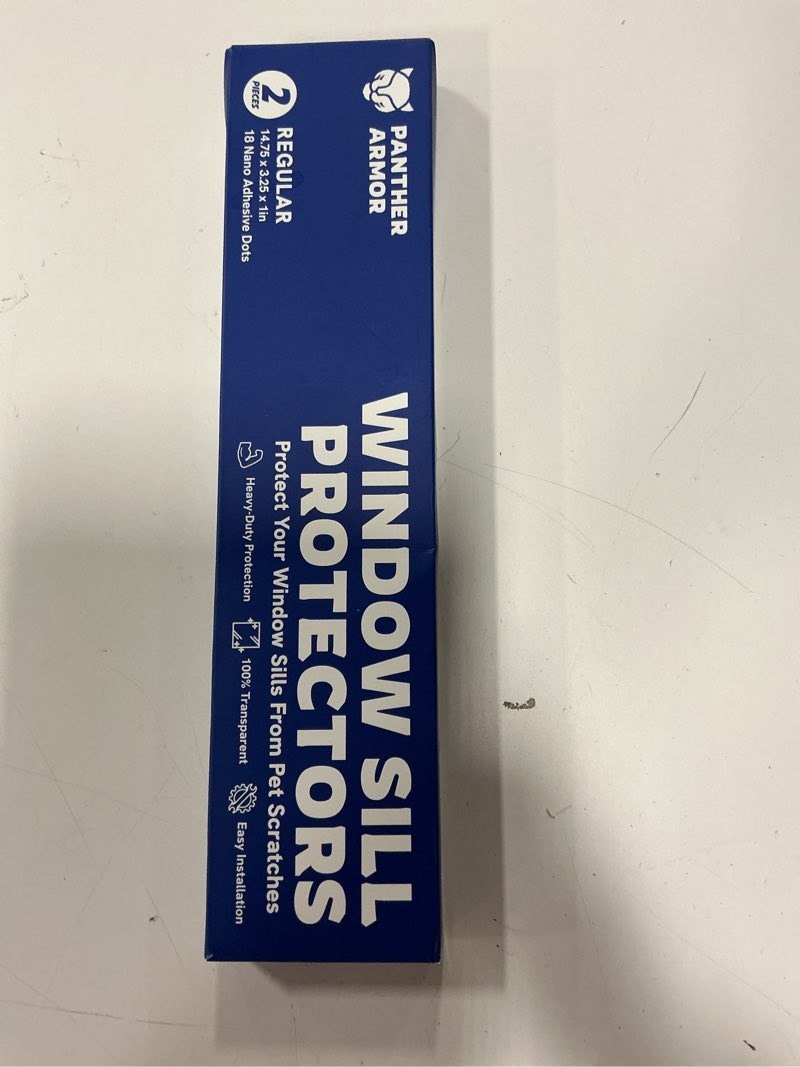 PANTHER
ARMOR
2
PIECES
REGULAR
14.75 x 3.25 x 1in
18 Nano Adhesive Dots
WINDOW SILL
PROTECTORS
Protect Your Window Sills From Pet Scratches
Heavy-Duty Protection
100% Transparent
Easy Installation